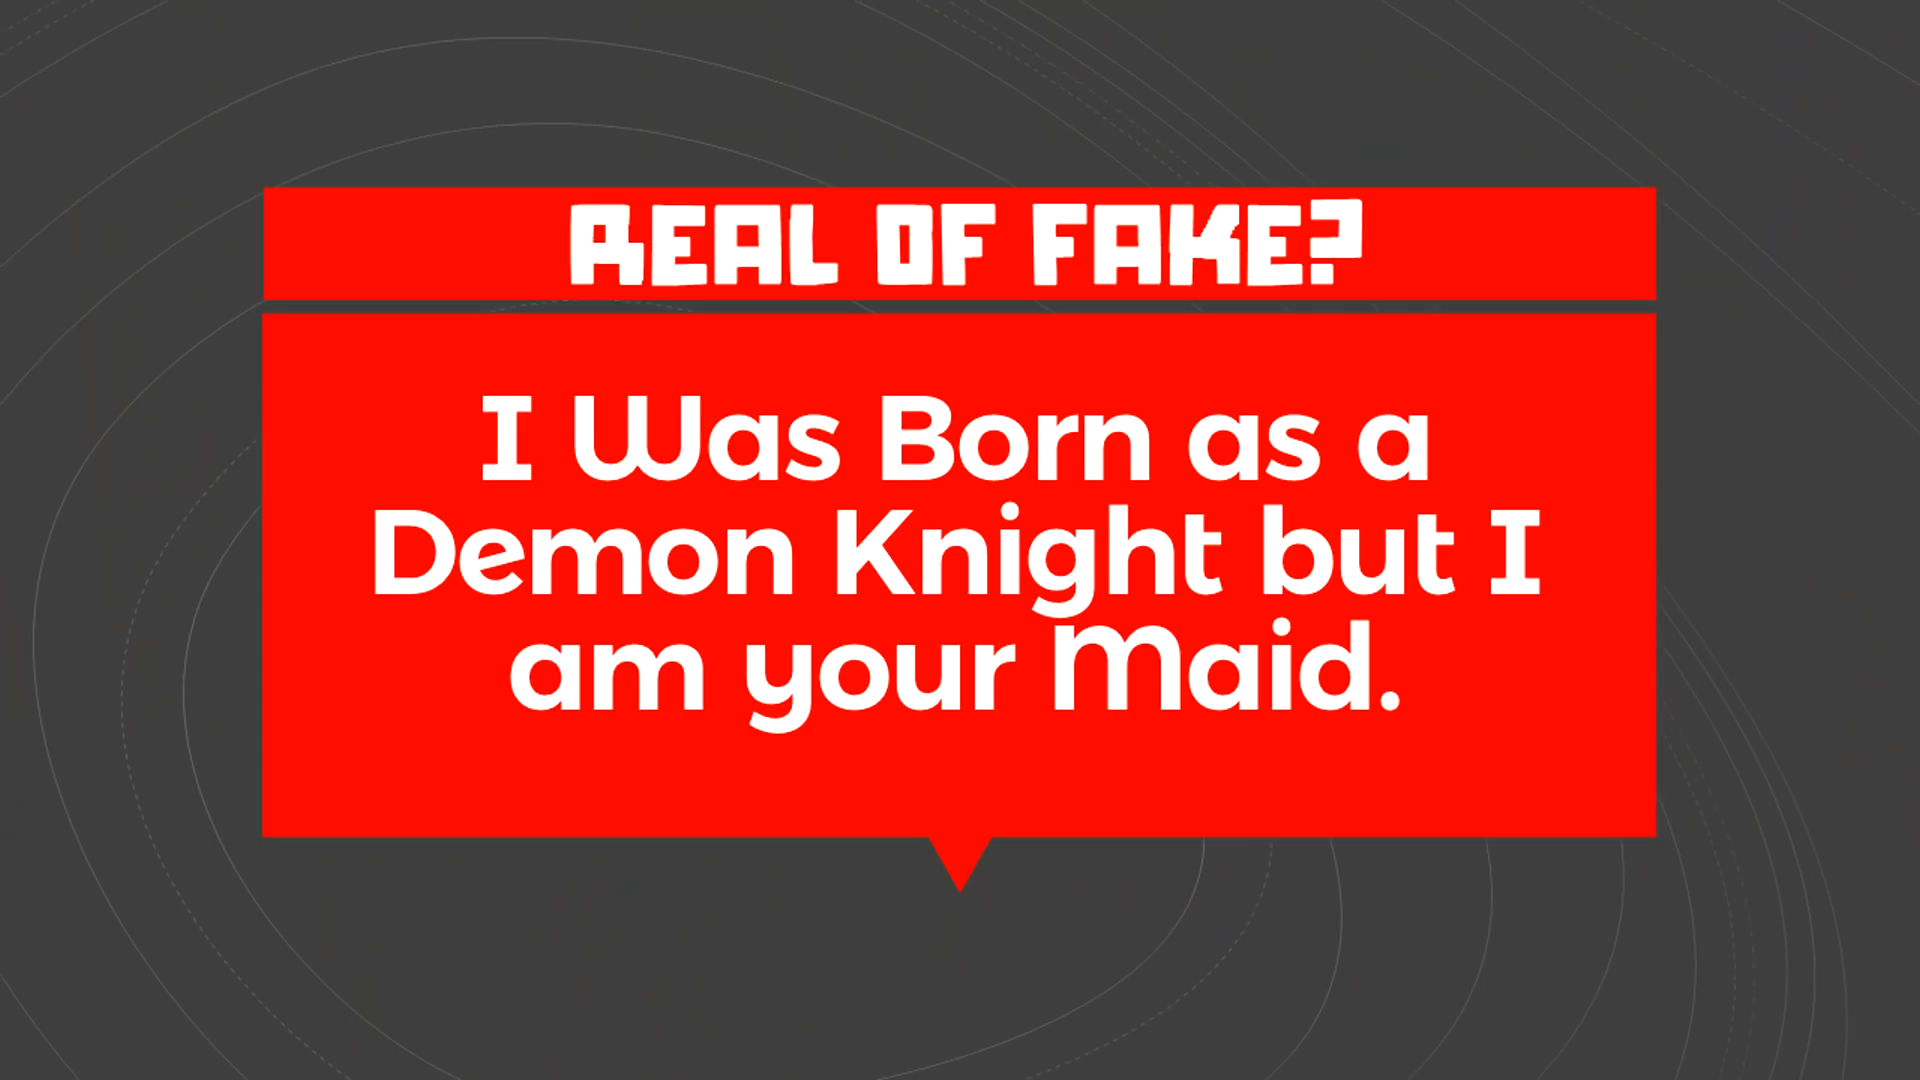 REAL OF FAKE?
I Was Born as a
Demon Knight but I
am your Maid.